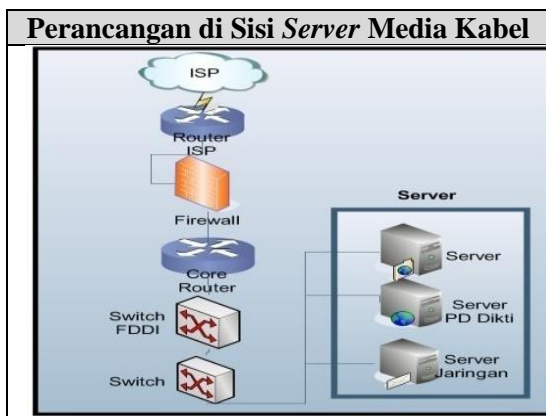 Perancangan di Sisi Server Media Kabel
ISP
Router
ISP
Firewall
Core
Router
Switch
FDDI
Switch
Server
Server
Server
PD Dikti
Server
Jaringan